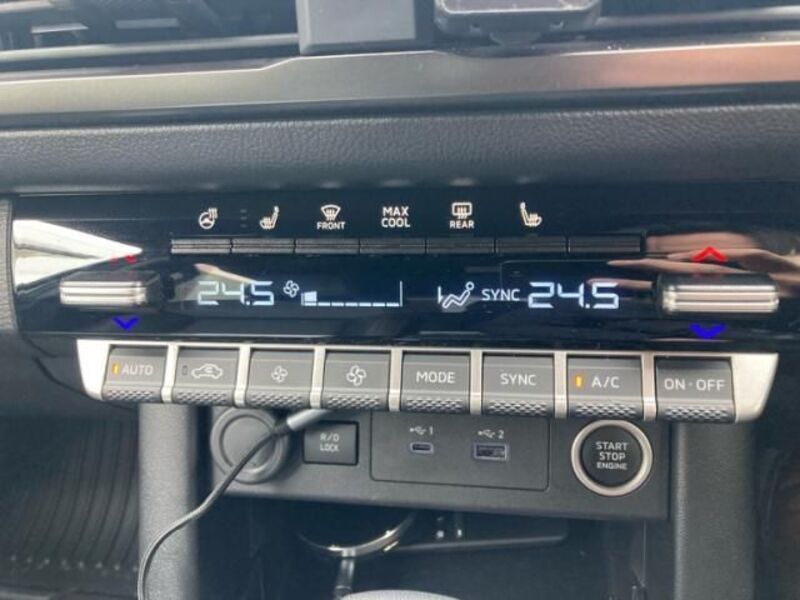 FRONT
MAX
COOL
REAR
24.5
SYNC
24.5
AUTO
MODE
SYNC
A/C
ON·OFF
R/D
LOCK
1
2
START
STOP
ENGINE